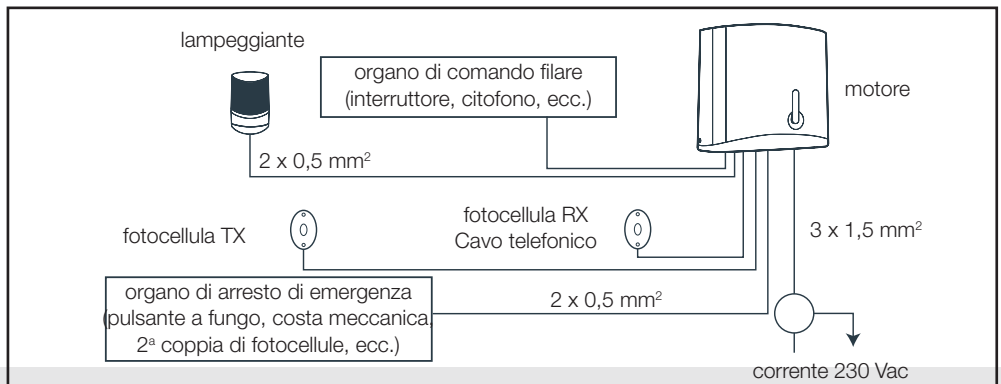 lampeggiante
organo di comando filare
(interruttore, citofono, ecc.)
motore
2 x 0,5 mm²
fotocellula TX
fotocellula RX
Cavo telefonico
3 x 1,5 mm²
organo di arresto di emergenza
(pulsante a fungo, costa meccanica,
2ª coppia di fotocellule, ecc.)
2 x 0,5 mm²
corrente 230 Vac